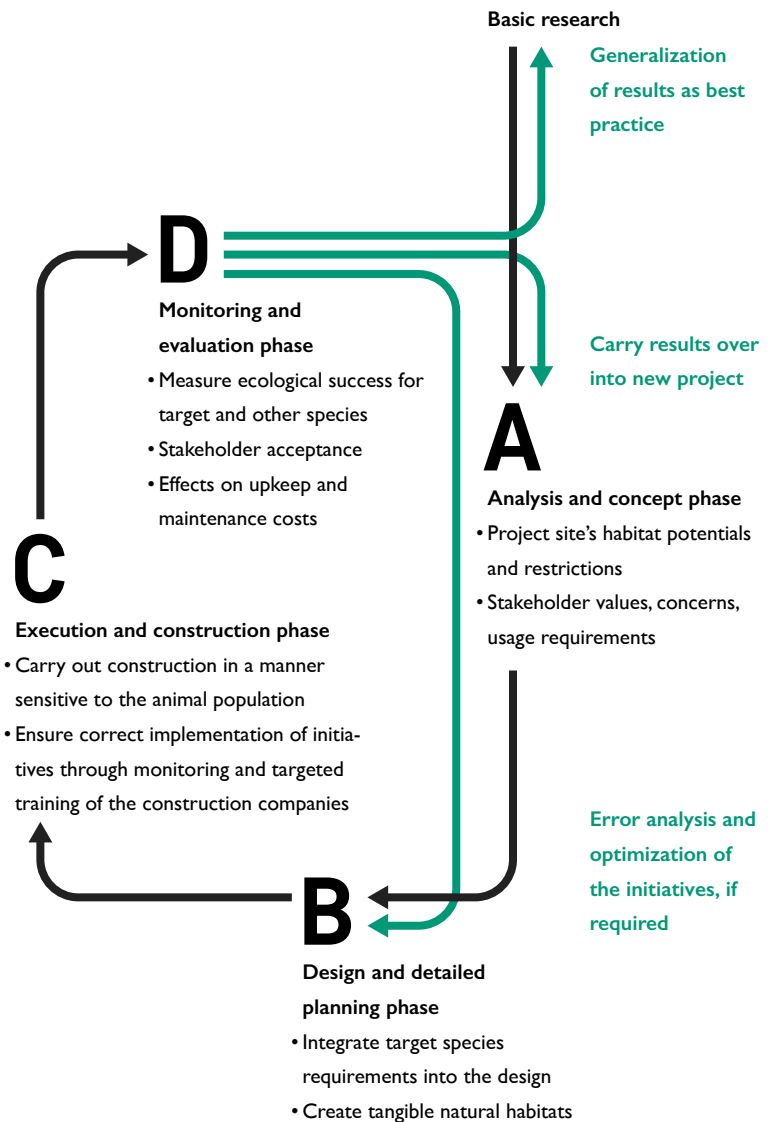 Basic research
Generalization
of results as best
practice
D
Monitoring and
evaluation phase
• Measure ecological success for
target and other species
• Stakeholder acceptance
• Effects on upkeep and
maintenance costs
Carry results over
into new project
A
Analysis and concept phase
• Project site’s habitat potentials
and restrictions
• Stakeholder values, concerns,
usage requirements
C
Execution and construction phase
• Carry out construction in a manner
sensitive to the animal population
• Ensure correct implementation of initia-
tives through monitoring and targeted
training of the construction companies
Error analysis and
optimization of
the initiatives, if
required
B
Design and detailed
planning phase
• Integrate target species
requirements into the design
• Create tangible natural habitats